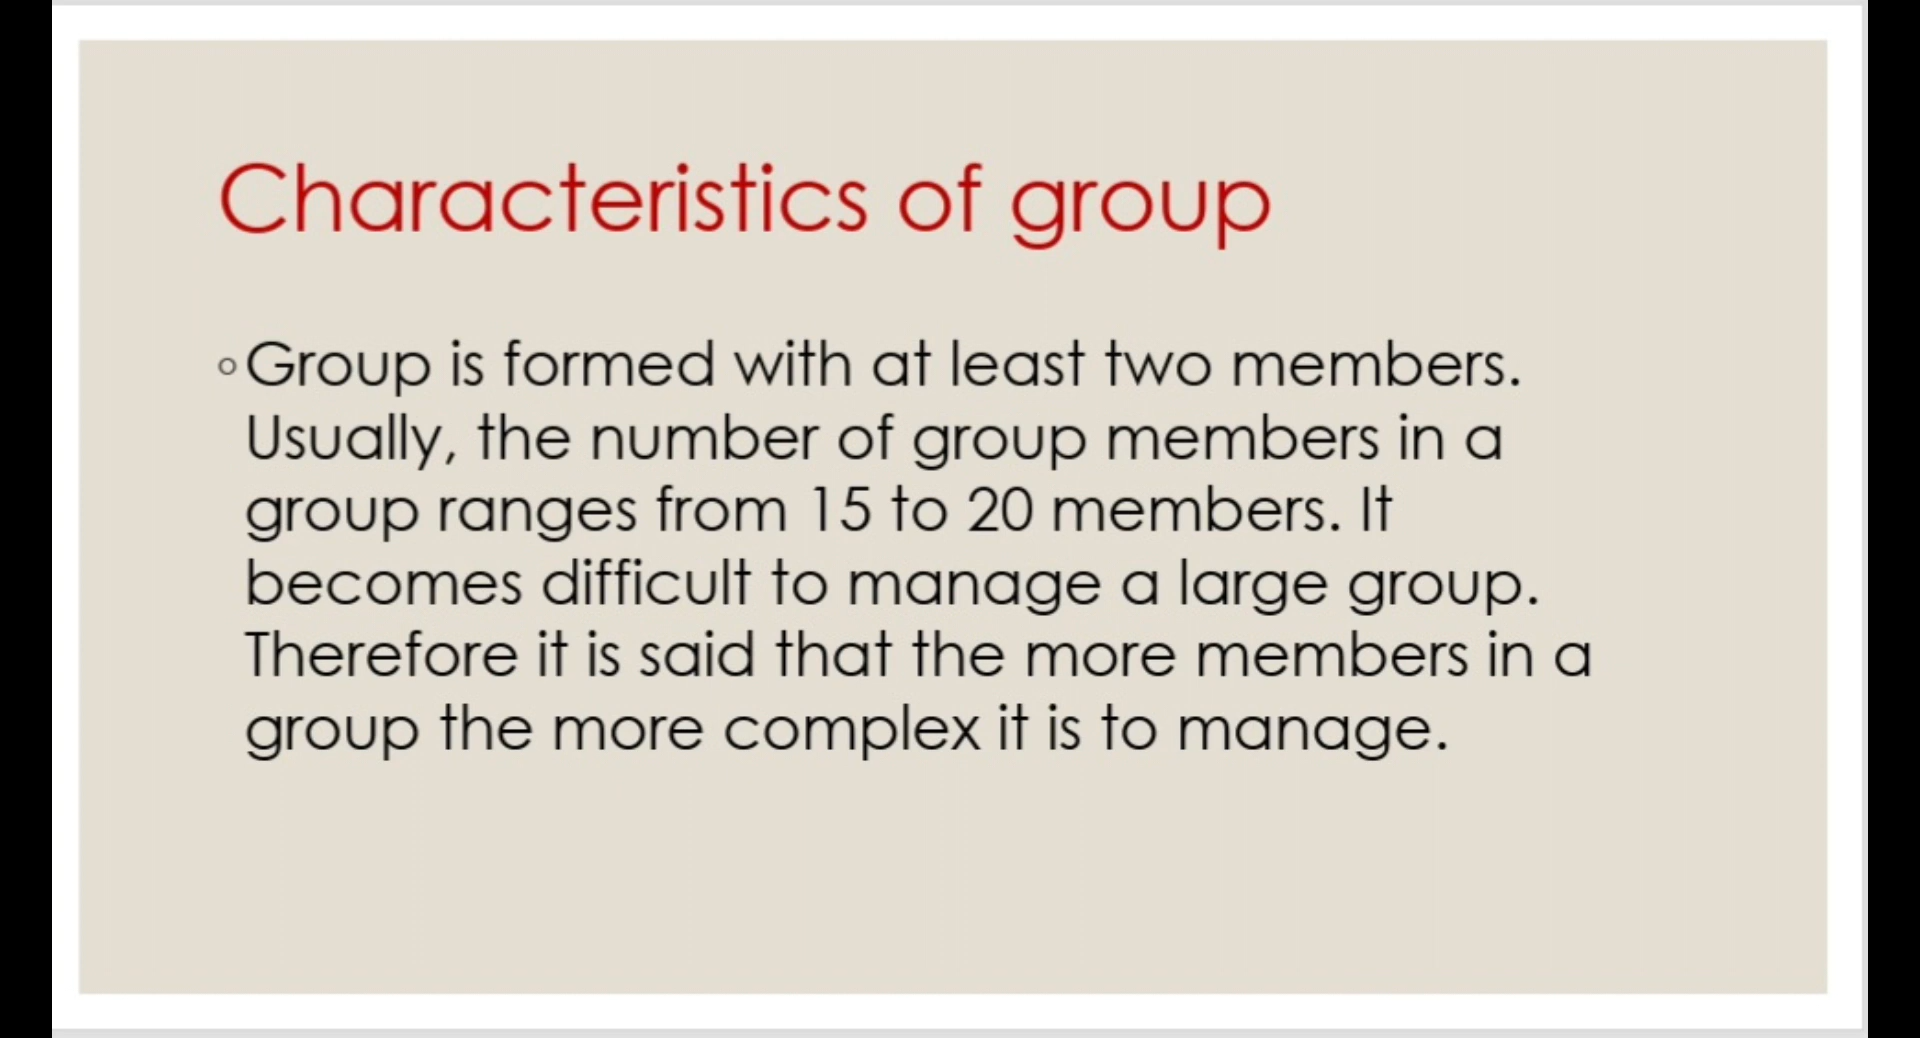 Characteristics of group
◦Group is formed with at least two members.
Usually, the number of group members in a
group ranges from 15 to 20 members. It
becomes difficult to manage a large group.
Therefore it is said that the more members in a
group the more complex it is to manage.